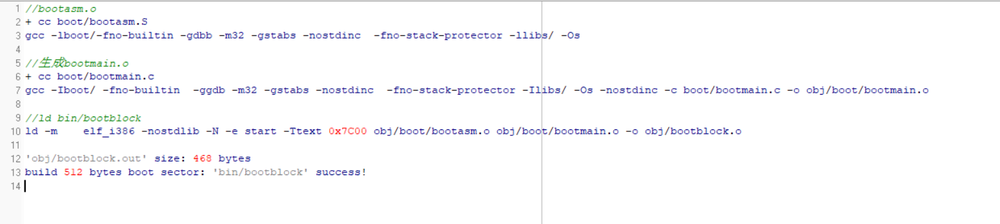 1 //bootasm.o
2 + cc boot/bootasm.S
3 gcc -lboot/-fno-builtin -gdbb -m32 -gstabs -nostdinc  -fno-stack-protector -llibs/ -Os
4
5 //生成bootmain.o
6 + cc boot/bootmain.c
7 gcc -Iboot/ -fno-builtin  -ggdb -m32 -gstabs -nostdinc  -fno-stack-protector -Ilibs/ -Os -nostdinc -c boot/bootmain.c -o obj/boot/bootmain.o
8
9 //ld bin/bootblock
10 ld -m    elf_i386 -nostdlib -N -e start -Ttext 0x7C00 obj/boot/bootasm.o obj/boot/bootmain.o -o obj/bootblock.o
11
12 'obj/bootblock.out' size: 468 bytes
13 build 512 bytes boot sector: 'bin/bootblock' success!
14